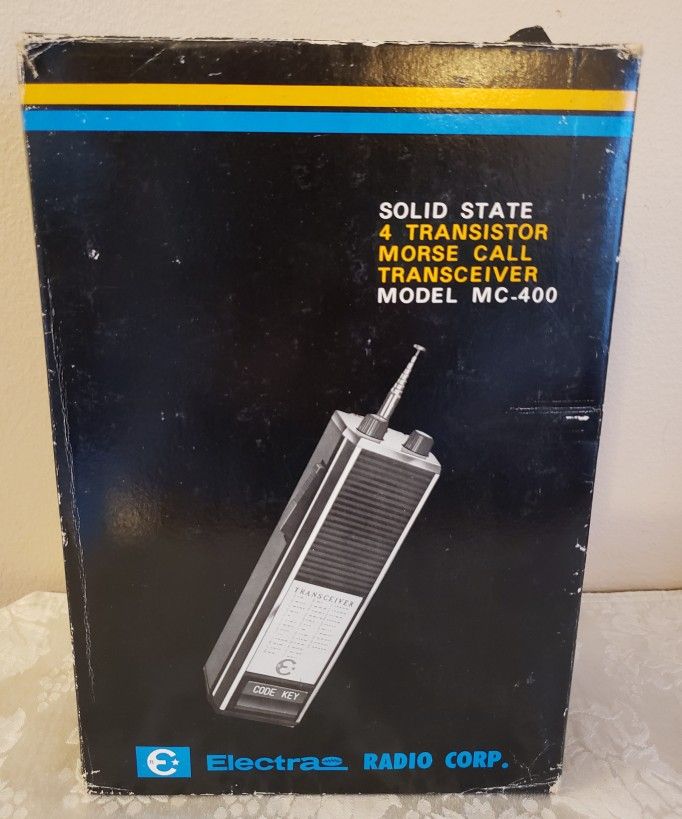 SOLID STATE
4 TRANSISTOR
MORSE CALL
TRANSCEIVER
MODEL MC-400
TRANSCEIVER
CODE KEY
Electra RADIO CORP.